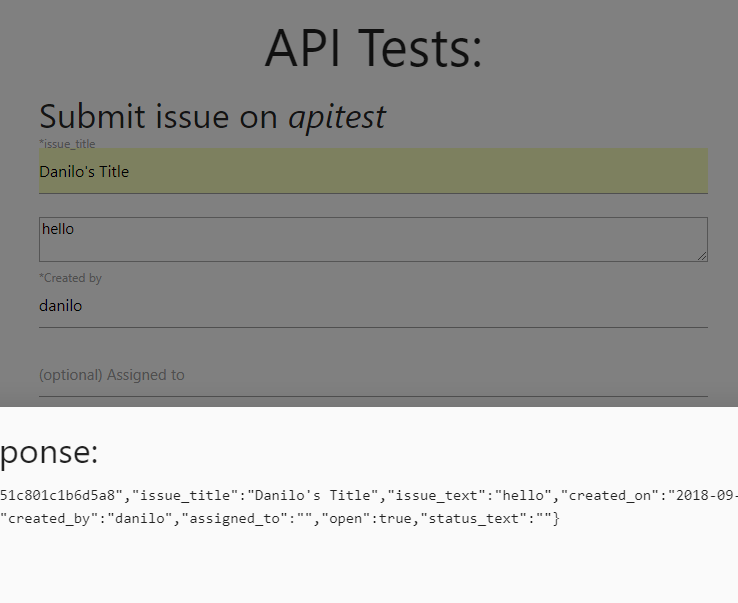 API Tests:
Submit issue on apitest
*issue_title
Danilo's Title
hello
*Created by
danilo
(optional) Assigned to
ponse:
51c801c1b6d5a8","issue_title":"Danilo's Title","issue_text":"hello","created_on":"2018-09-
"created_by":"danilo","assigned_to":"","open":true,"status_text":""}